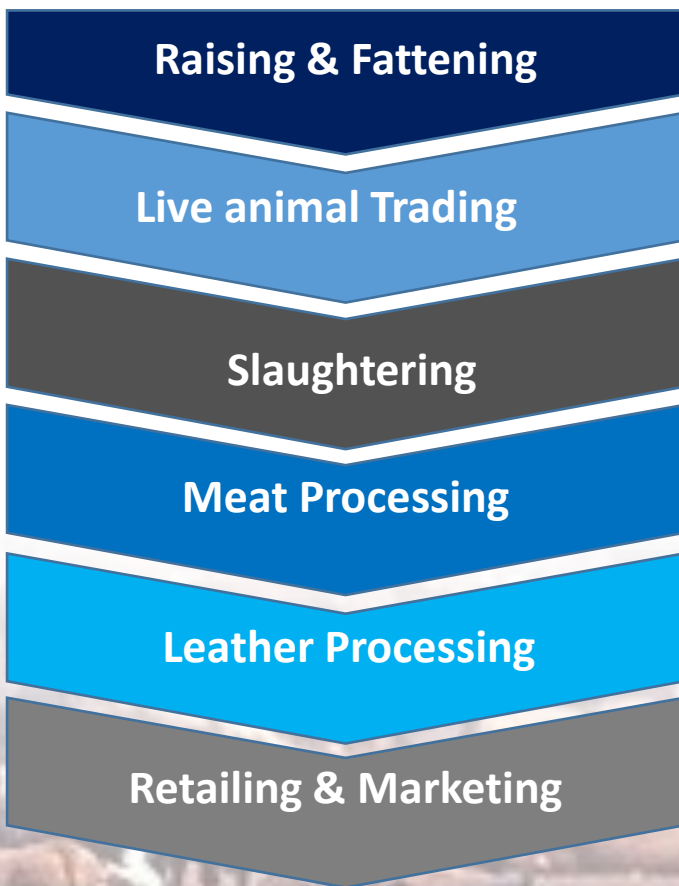 Raising & Fattening
Live animal Trading
Slaughtering
Meat Processing
Leather Processing
Retailing & Marketing